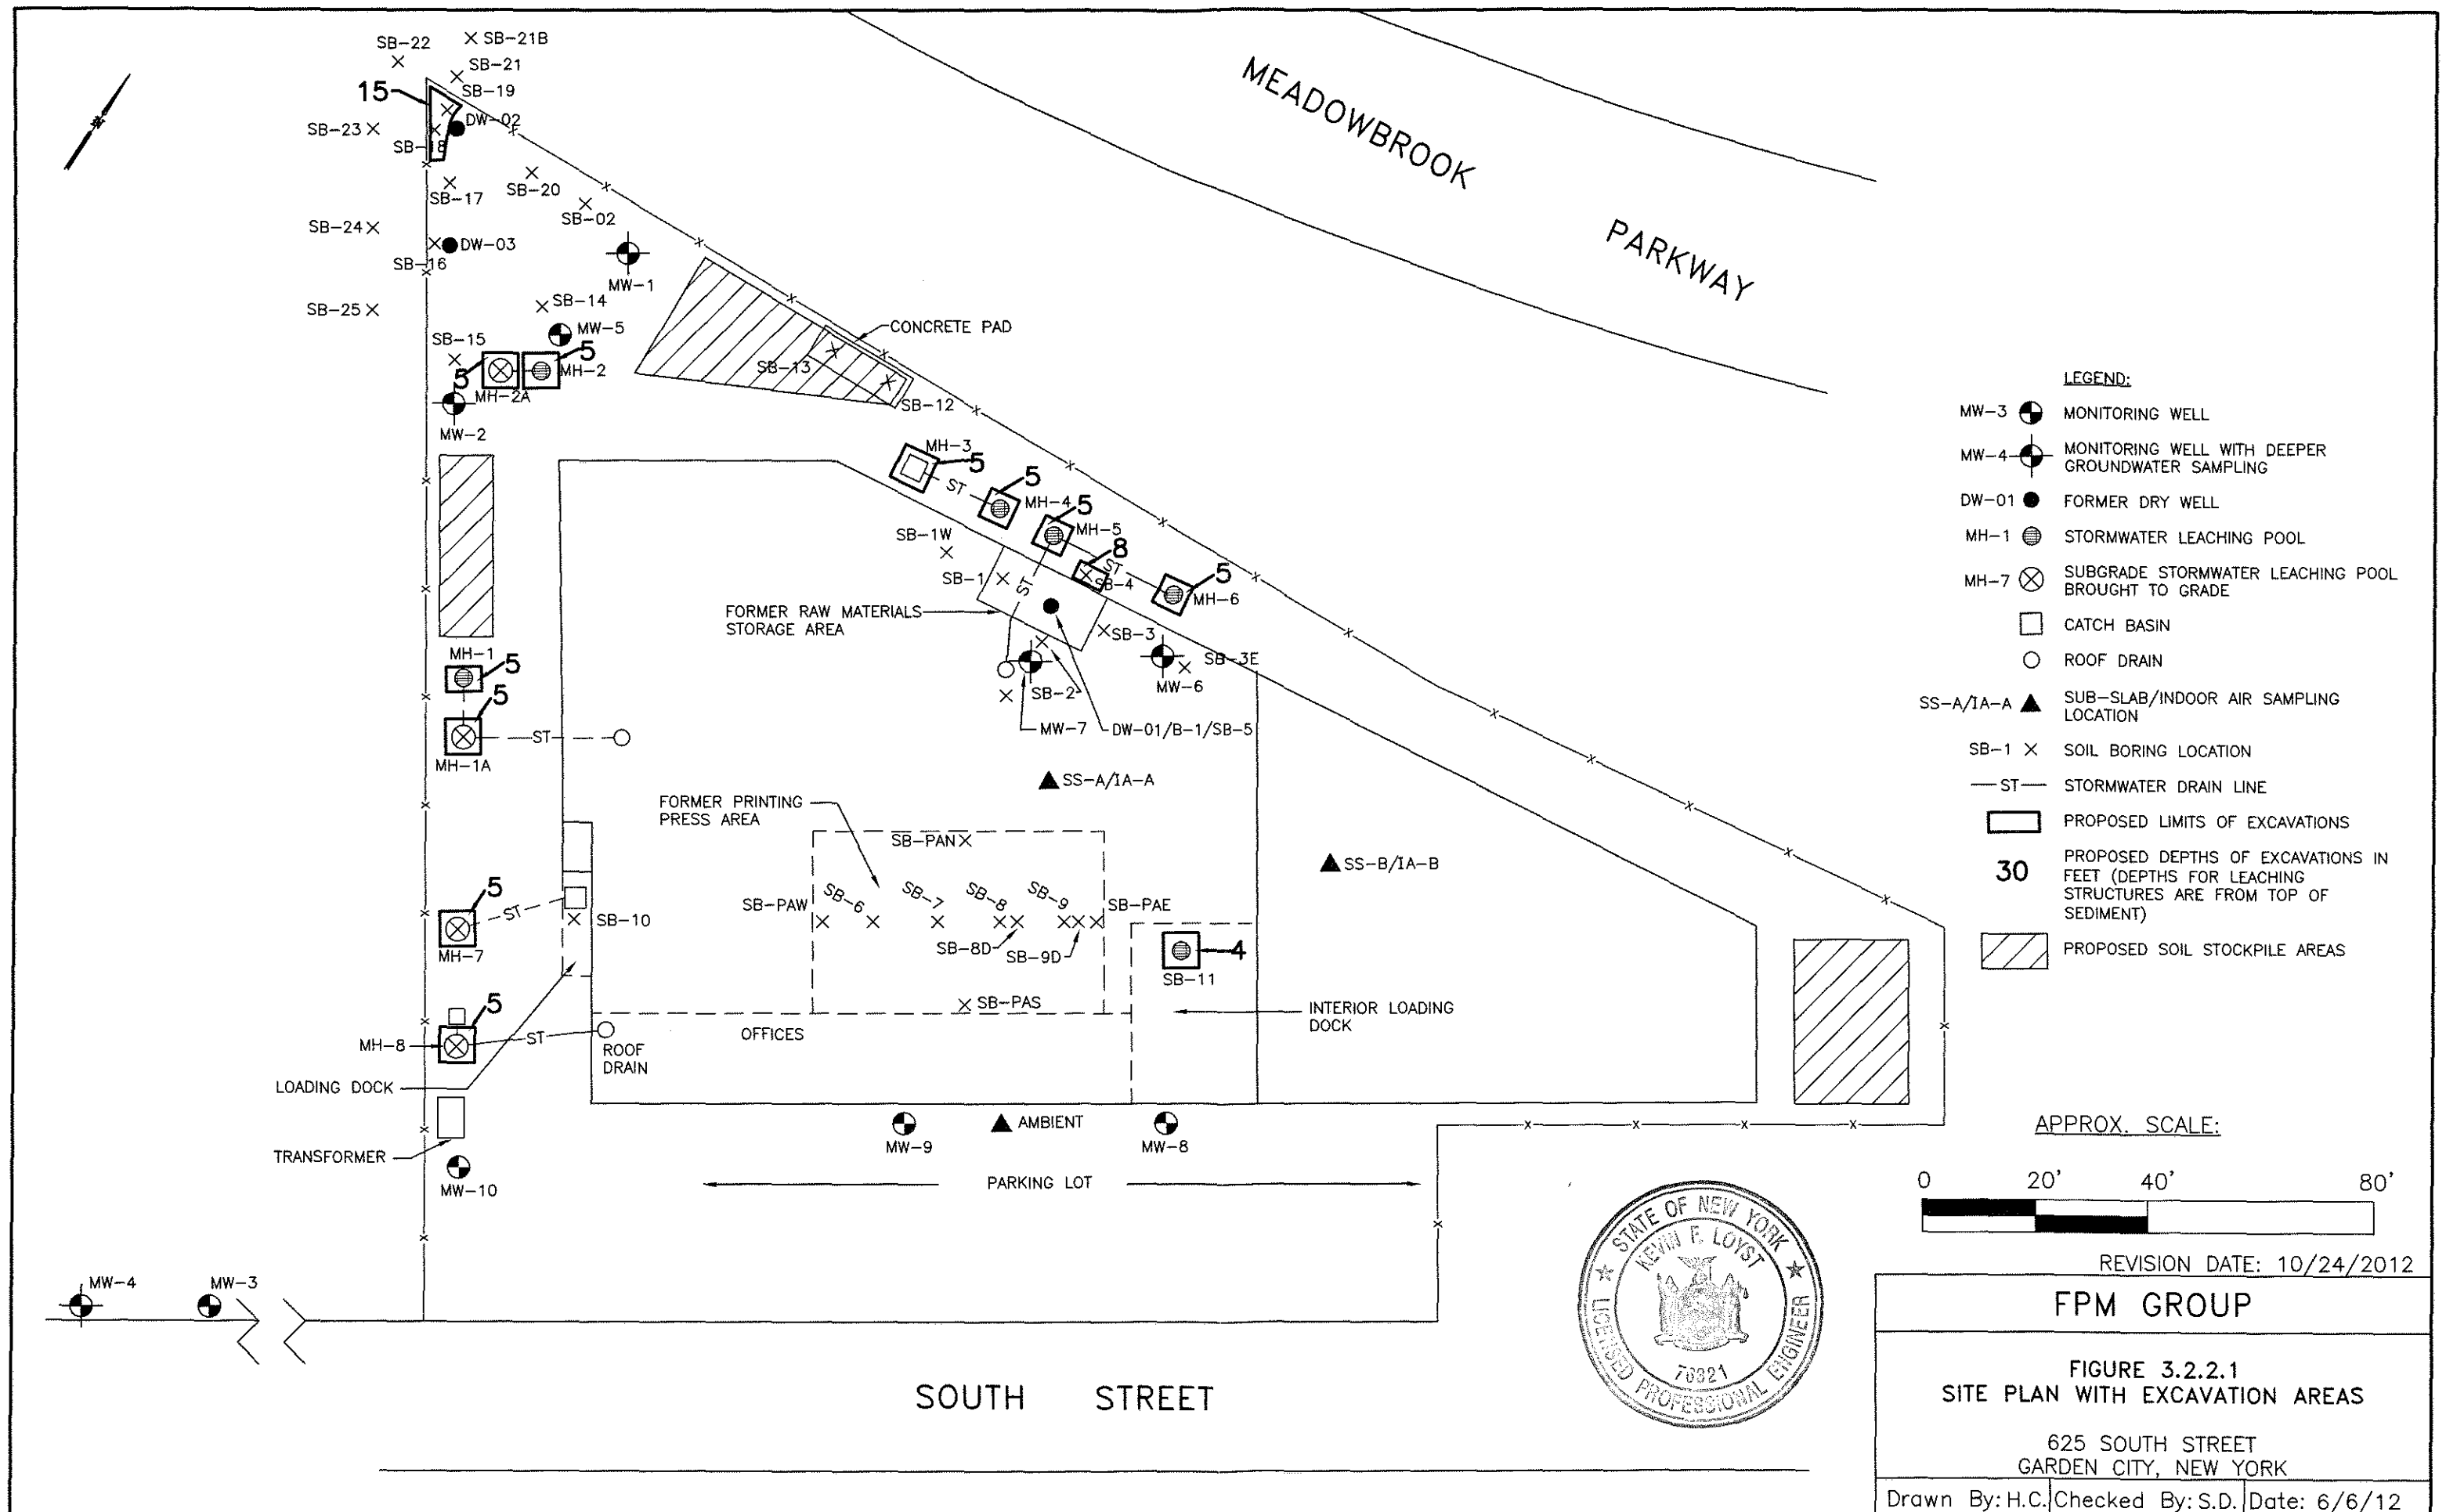 SB-22
SB-21B
SB-21
15
SB-19
SB-23
DW-02
SB-18
SB-20
SB-17
SB-02
SB-24
DW-03
SB-16
MW-1
SB-25
SB-14
MW-5
SB-15
5
5
MH-2
MH-2A
MW-2
MEADOWBROOK
PARKWAY
CONCRETE PAD
SB-13
SB-12
MH-3
5
ST
5
MH-4
5
MH-5
8
ST
SB-4
5
MH-6
SB-1W
SB-1
ST
FORMER RAW MATERIALS
STORAGE AREA
SB-3
SB-3E
MW-6
SB-2
MW-7
DW-01/B-1/SB-5
MH-1
5
5
ST
MH-1A
SS-A/IA-A
FORMER PRINTING
PRESS AREA
SB-PAN
SS-B/IA-B
SB-PAW
SB-6
SB-7
SB-8
SB-9
SB-PAE
SB-8D
SB-9D
5
ST
SB-10
MH-7
4
SB-11
SB-PAS
5
INTERIOR LOADING
DOCK
OFFICES
MH-8
ST
ROOF
DRAIN
LOADING DOCK
AMBIENT
MW-9
MW-8
TRANSFORMER
MW-10
PARKING LOT
MW-4
MW-3
SOUTH STREET
LEGEND:
MW-3 MONITORING WELL
MW-4 MONITORING WELL WITH DEEPER
GROUNDWATER SAMPLING
DW-01 FORMER DRY WELL
MH-1 STORMWATER LEACHING POOL
MH-7 SUBGRADE STORMWATER LEACHING POOL
BROUGHT TO GRADE
CATCH BASIN
ROOF DRAIN
SS-A/IA-A SUB-SLAB/INDOOR AIR SAMPLING
LOCATION
SB-1 SOIL BORING LOCATION
ST STORMWATER DRAIN LINE
PROPOSED LIMITS OF EXCAVATIONS
30 PROPOSED DEPTHS OF EXCAVATIONS IN
FEET (DEPTHS FOR LEACHING
STRUCTURES ARE FROM TOP OF
SEDIMENT)
PROPOSED SOIL STOCKPILE AREAS
APPROX. SCALE:
0 20' 40' 80'
REVISION DATE: 10/24/2012
STATE OF NEW YORK
KEVIN F. LOYST
70321
LICENSED PROFESSIONAL ENGINEER
FPM GROUP
FIGURE 3.2.2.1
SITE PLAN WITH EXCAVATION AREAS
625 SOUTH STREET
GARDEN CITY, NEW YORK
Drawn By: H.C. Checked By: S.D. Date: 6/6/12